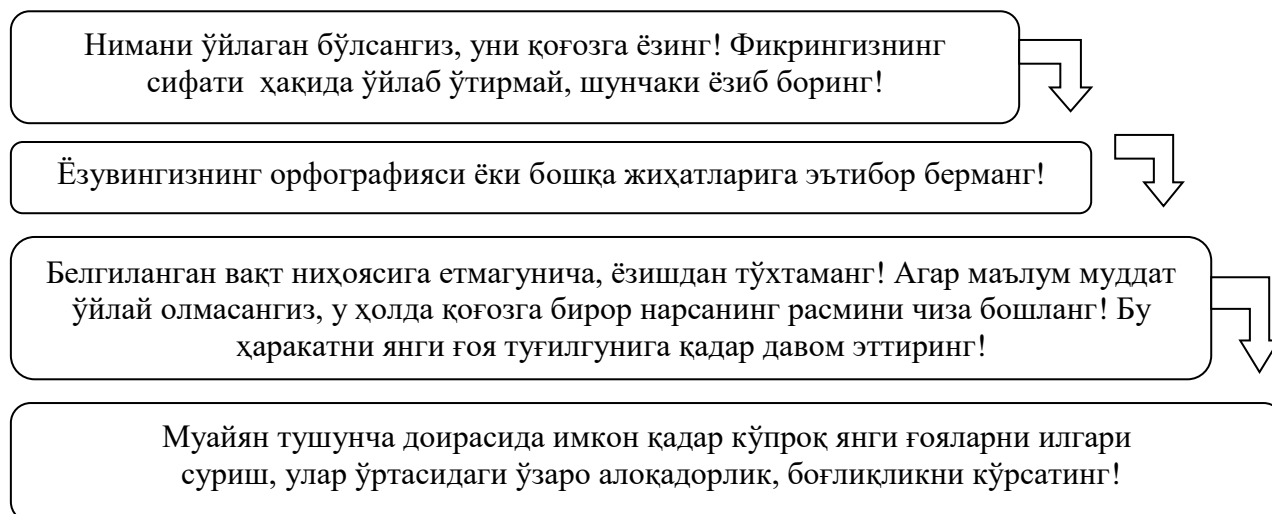 Нимани ўйлаган бўлсангиз, уни қоғозга ёзинг! Фикрингизнинг
сифати ҳақида ўйлаб ўтирмай, шунчаки ёзиб боринг!
Ёзувингизнинг орфографияси ёки бошқа жиҳатларига эътибор берманг!
Белгиланган вақт ниҳоясига етмагунича, ёзишдан тўхтаманг! Агар маълум муддат
ўйлай олмасангиз, у ҳолда қоғозга бирор нарсанинг расмини чиза бошланг! Бу
ҳаракатни янги ғоя туғилгунига қадар давом эттиринг!
Муайян тушунча доирасида имкон қадар кўпроқ янги ғояларни илгари
суриш, улар ўртасидаги ўзаро алоқадорлик, боғлиқликни кўрсатинг!